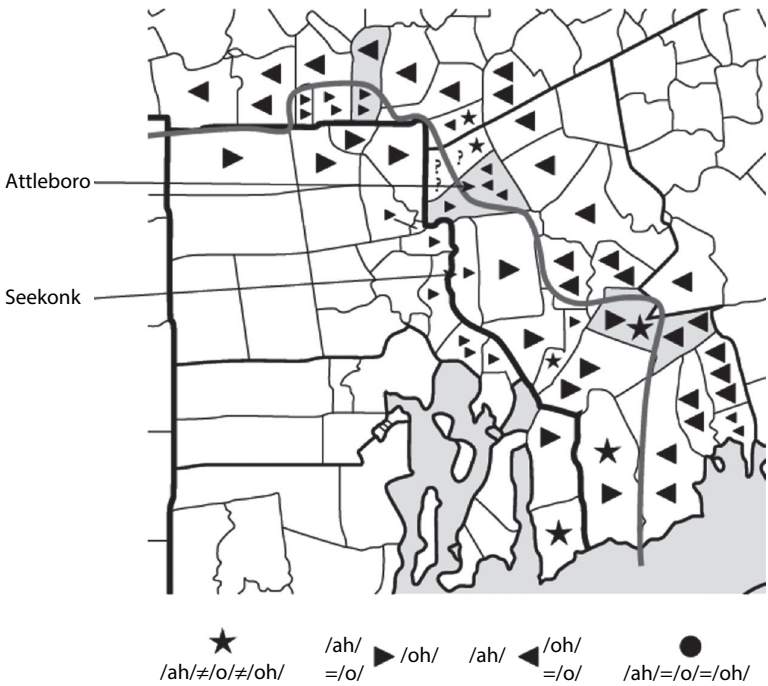 ?
?
?
?
Attleboro
Seekonk
/ah/ /oh/ /ah/ /oh/
/ah/≠/o/≠/oh/ =/o/ =/o/ /ah/=/o/=/oh/